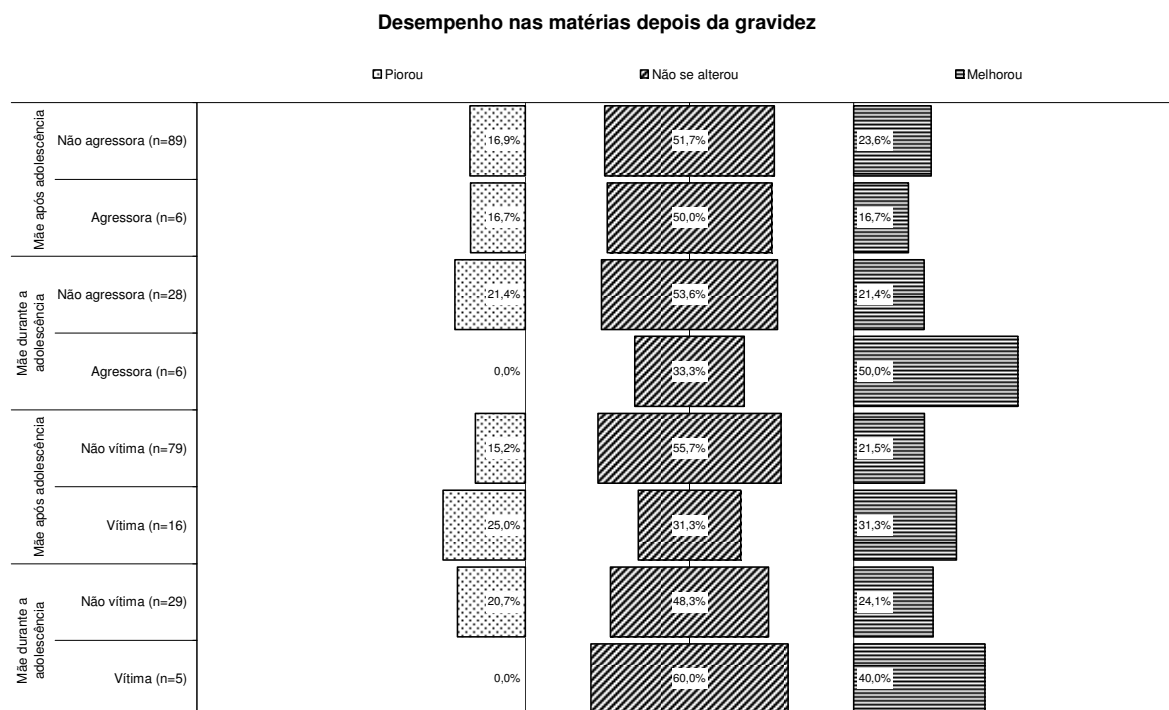 Desempenho nas matérias depois da gravidez
Piorou
Não se alterou
Melhorou
Mãe após adolescência
Não agressora (n=89)
16,9%
51,7%
23,6%
Agressora (n=6)
16,7%
50,0%
16,7%
Mãe durante a
adolescência
Não agressora (n=28)
21,4%
53,6%
21,4%
Agressora (n=6)
0,0%
33,3%
50,0%
Mãe após adolescência
Não vítima (n=79)
15,2%
55,7%
21,5%
Vítima (n=16)
25,0%
31,3%
31,3%
Mãe durante a
adolescência
Não vítima (n=29)
20,7%
48,3%
24,1%
Vítima (n=5)
0,0%
60,0%
40,0%